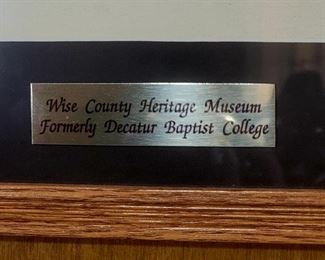 Wise County Heritage Museum
Formerly Decatur Baptist College